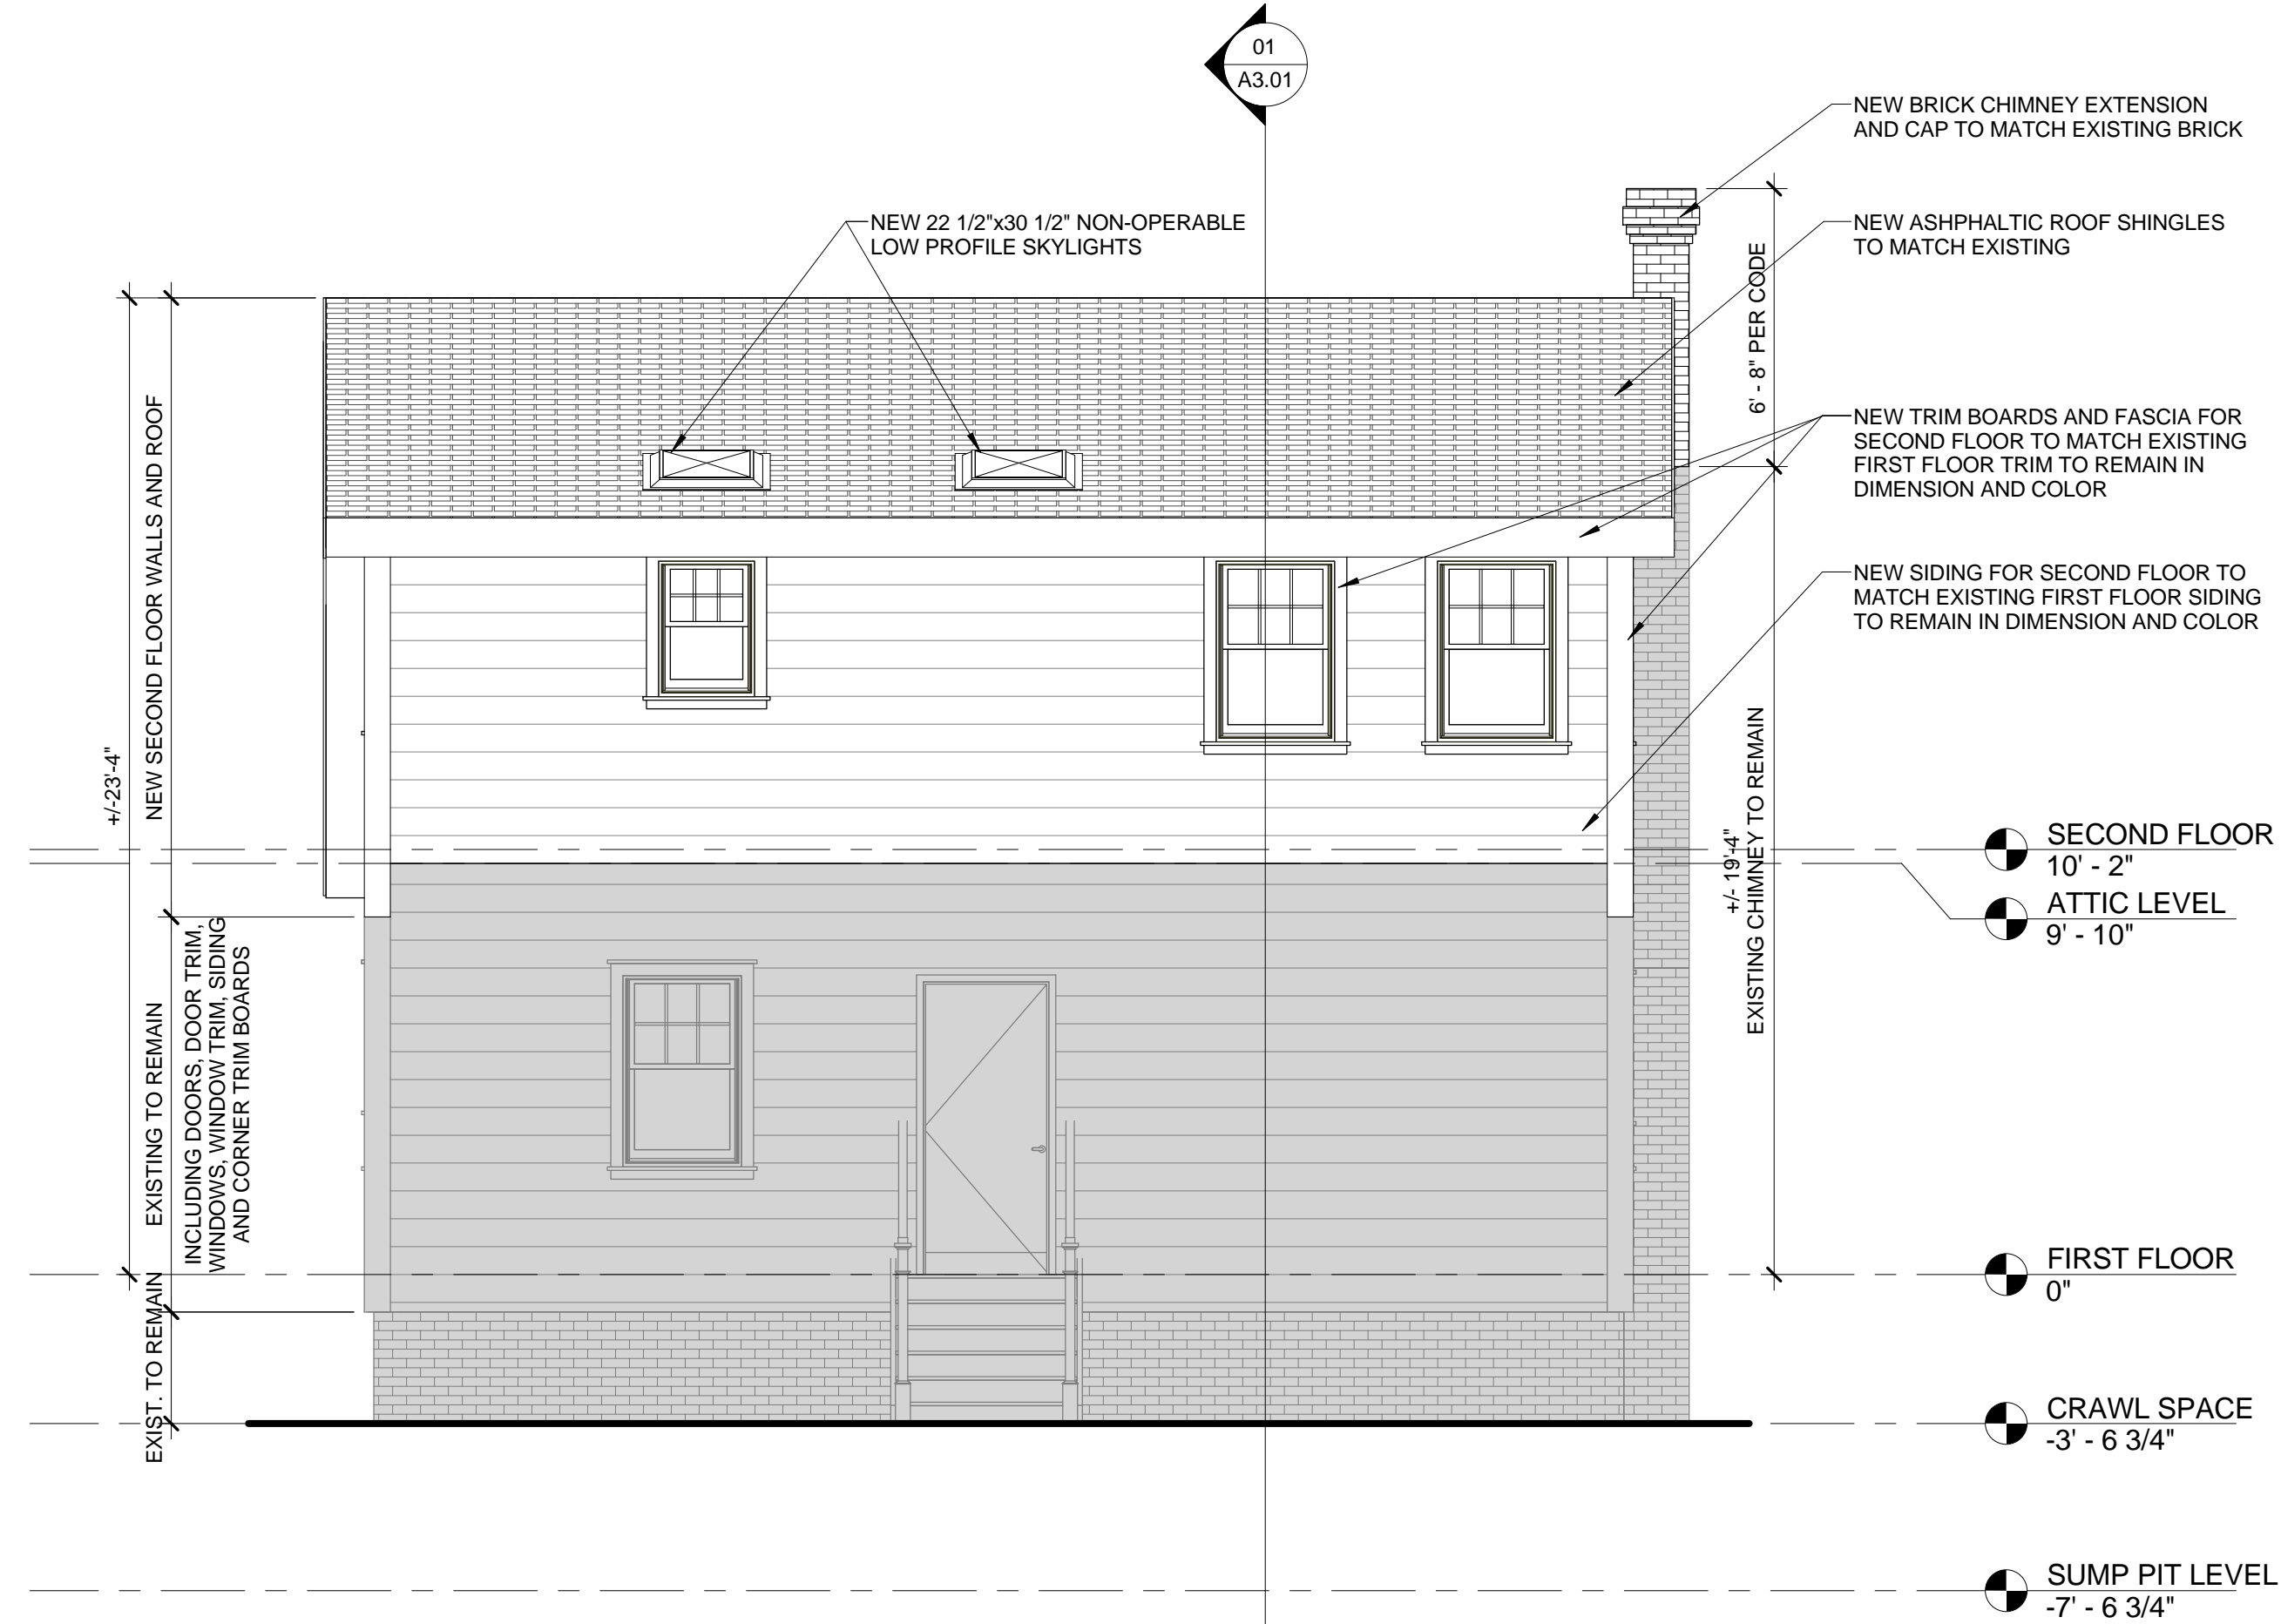 01
A3.01
NEW BRICK CHIMNEY EXTENSION
AND CAP TO MATCH EXISTING BRICK
NEW 22 1/2"x30 1/2" NON-OPERABLE
LOW PROFILE SKYLIGHTS
NEW ASHPHALTIC ROOF SHINGLES
TO MATCH EXISTING
6' - 8" PER CODE
NEW TRIM BOARDS AND FASCIA FOR
SECOND FLOOR TO MATCH EXISTING
FIRST FLOOR TRIM TO REMAIN IN
DIMENSION AND COLOR
NEW SIDING FOR SECOND FLOOR TO
MATCH EXISTING FIRST FLOOR SIDING
TO REMAIN IN DIMENSION AND COLOR
+/-23'-4"
NEW SECOND FLOOR WALLS AND ROOF
+/- 19'-4"
EXISTING CHIMNEY TO REMAIN
SECOND FLOOR
10' - 2"
ATTIC LEVEL
9' - 10"
EXISTING TO REMAIN
INCLUDING DOORS, DOOR TRIM,
WINDOWS, WINDOW TRIM, SIDING
AND CORNER TRIM BOARDS
FIRST FLOOR
0"
EXIST. TO REMAIN
CRAWL SPACE
-3' - 6 3/4"
SUMP PIT LEVEL
-7' - 6 3/4"